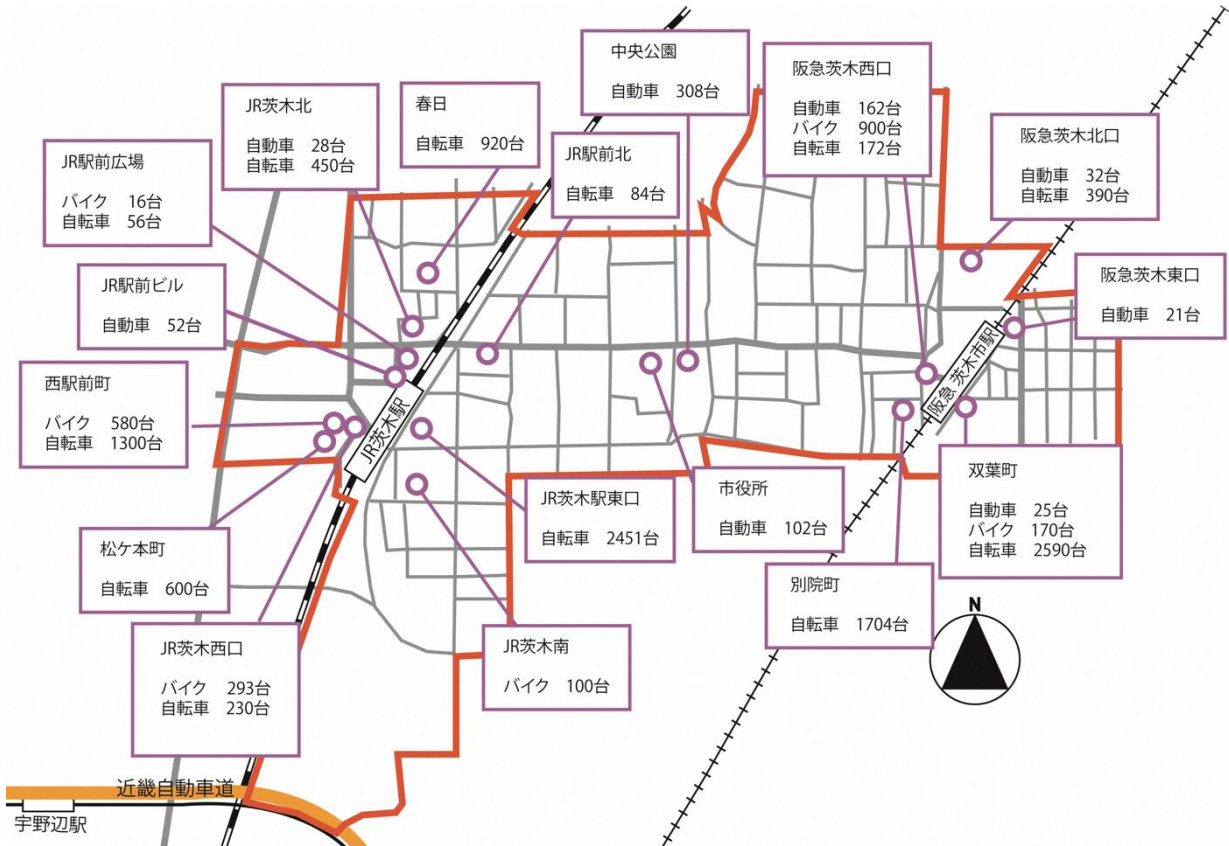 中央公園
自動車 308台
阪急茨木西口
自動車 162台
バイク 900台
自転車 172台
JR茨木北
自動車 28台
自転車 450台
春日
自転車 920台
阪急茨木北口
自動車 32台
自転車 390台
JR駅前広場
バイク 16台
自転車 56台
JR駅前北
自転車 84台
JR駅前ビル
自動車 52台
阪急茨木東口
自動車 21台
西駅前町
バイク 580台
自転車 1300台
JR茨木駅
阪急 茨木市駅
松ケ本町
自転車 600台
JR茨木駅東口
自転車 2451台
市役所
自動車 102台
双葉町
自動車 25台
バイク 170台
自転車 2590台
別院町
自転車 1704台
JR茨木西口
バイク 293台
自転車 230台
JR茨木南
バイク 100台
N
近畿自動車道
宇野辺駅